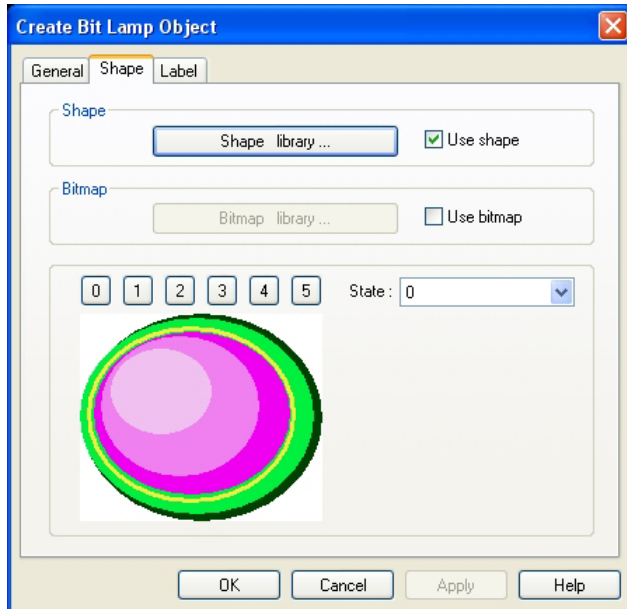 Create Bit Lamp Object
General Shape Label
Shape
Shape library ... Use shape
Bitmap
Bitmap library ... Use bitmap
0 1 2 3 4 5 State : 0
OK Cancel Apply Help